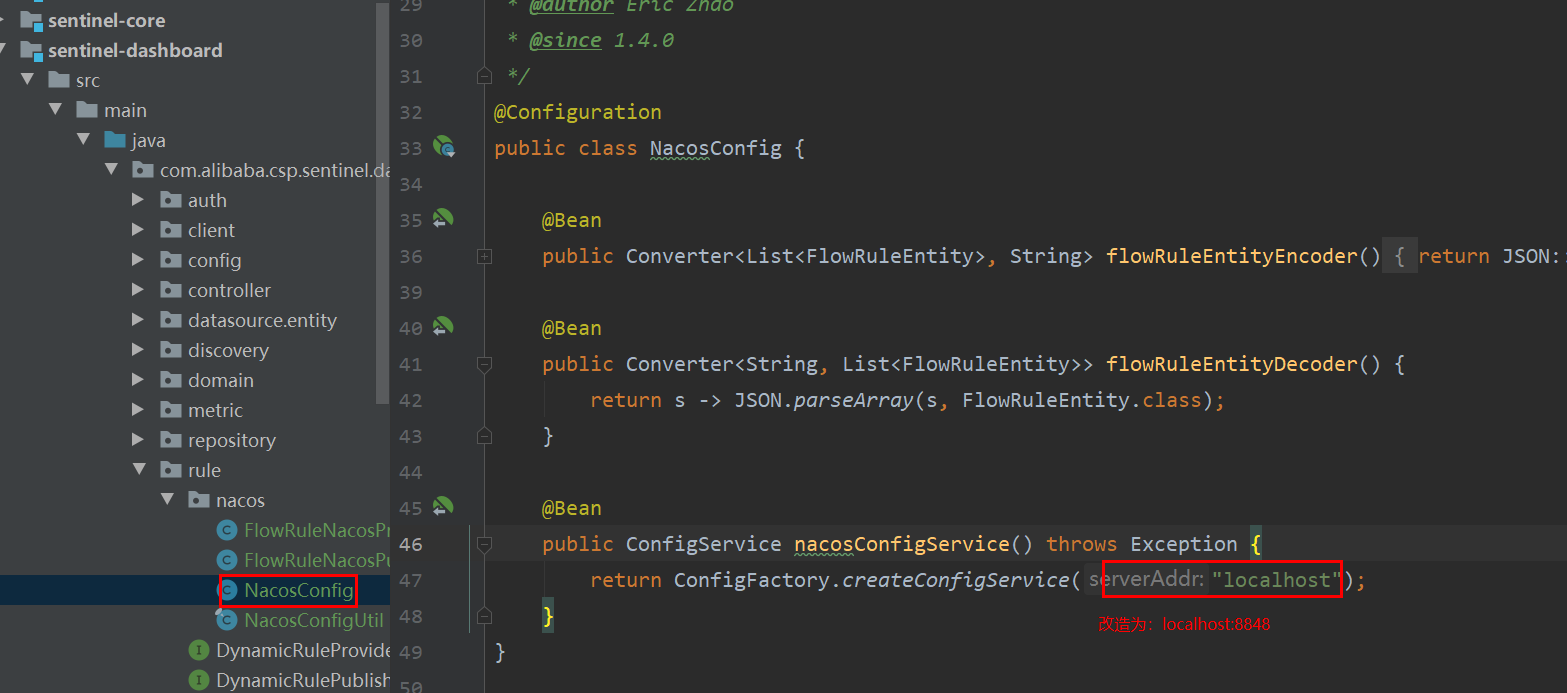 sentinel-core
sentinel-dashboard
src
main
java
com.alibaba.csp.sentinel.da
auth
client
config
controller
datasource.entity
discovery
domain
metric
repository
rule
nacos
FlowRuleNacosPr
FlowRuleNacosPu
NacosConfig
NacosConfigUtil
DynamicRuleProvide
DynamicRulePublish
29 * @author Eric Zhao
30 * @since 1.4.0
31 */
32 @Configuration
33 public class NacosConfig {
34
35 @Bean
36 public Converter<List<FlowRuleEntity>, String> flowRuleEntityEncoder() { return JSON::
39
40 @Bean
41 public Converter<String, List<FlowRuleEntity>> flowRuleEntityDecoder() {
42 return s -> JSON.parseArray(s, FlowRuleEntity.class);
43 }
44
45 @Bean
46 public ConfigService nacosConfigService() throws Exception {
47 return ConfigFactory.createConfigService( serverAddr: "localhost");
48 }
改造为：localhost:8848
49 }
50